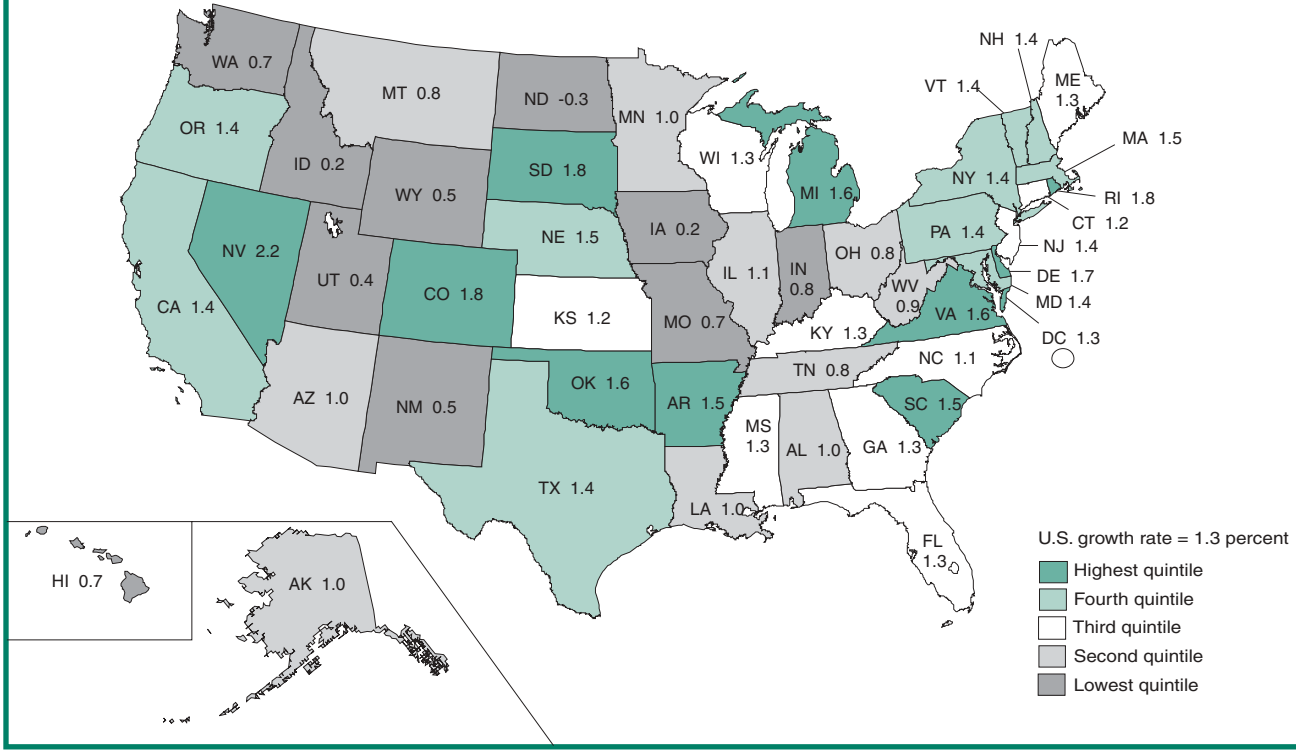 NH 1.4
WA 0.7
ME
1.3
VT 1.4
MT 0.8
ND -0.3
MN 1.0
OR 1.4
MA 1.5
WI 1.3
ID 0.2
SD 1.8
NY 1.4
WY 0.5
MI 1.6
RI 1.8
CT 1.2
IA 0.2
PA 1.4
NE 1.5
NJ 1.4
NV 2.2
OH 0.8
IL 1.1
IN
0.8
UT 0.4
DE 1.7
WV
0.9
CO 1.8
MD 1.4
CA 1.4
VA 1.6
KS 1.2
MO 0.7
KY 1.3
DC 1.3
NC 1.1
TN 0.8
OK 1.6
AZ 1.0
NM 0.5
AR 1.5
SC 1.5
MS
1.3
AL 1.0
GA 1.3
TX 1.4
LA 1.0
FL
1.3
HI 0.7
AK 1.0
U.S. growth rate = 1.3 percent
Highest quintile
Fourth quintile
Third quintile
Second quintile
Lowest quintile